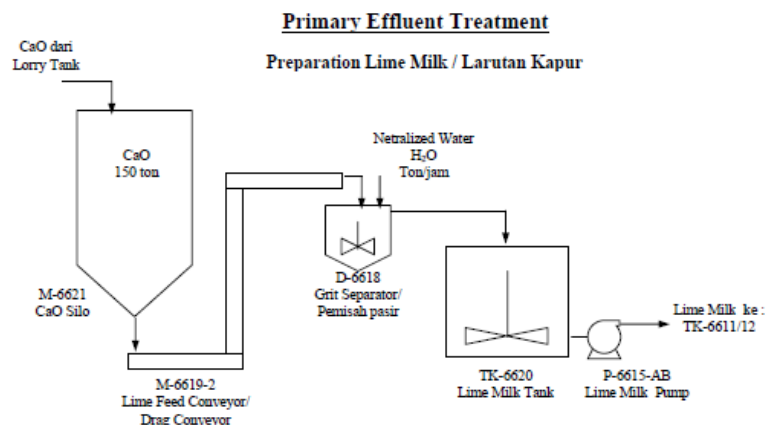 Primary Effluent Treatment
Preparation Lime Milk / Larutan Kapur
CaO dari
Lorry Tank
CaO
150 ton
Netralized Water
H₂O
Ton/jam
M-6621
CaO Silo
D-6618
Grit Separator/
Pemisah pasir
Lime Milk ke :
TK-6611/12
M-6619-2
Lime Feed Conveyor/
Drag Conveyor
TK-6620
Lime Milk Tank
P-6615-AB
Lime Milk Pump